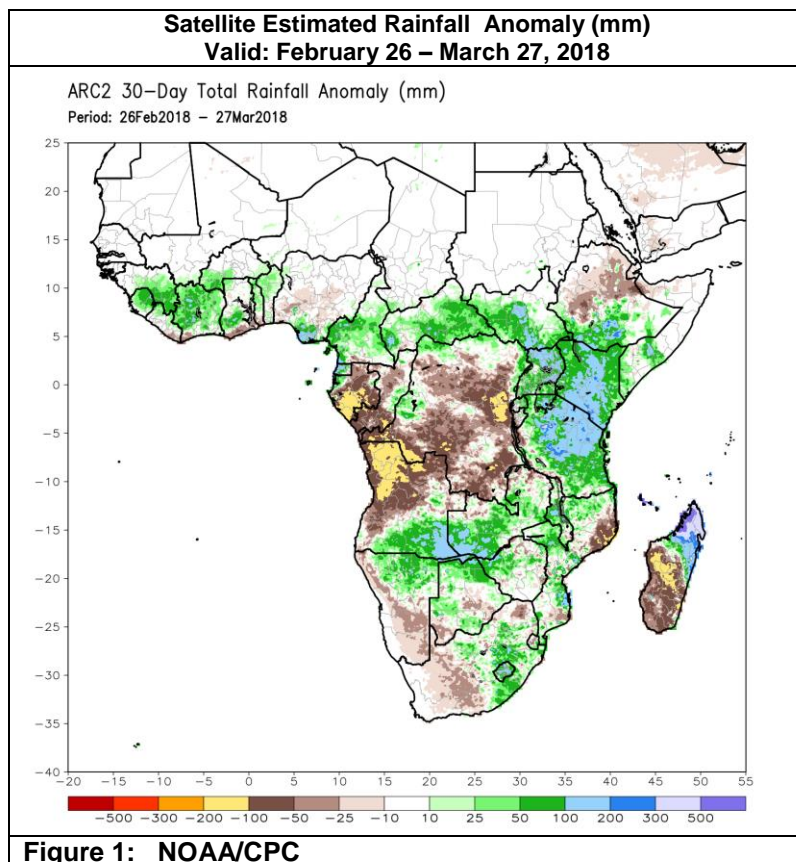 Satellite Estimated Rainfall Anomaly (mm)
Valid: February 26 – March 27, 2018
ARC2 30-Day Total Rainfall Anomaly (mm)
Period: 26Feb2018 - 27Mar2018
25
20
15
10
5
0
-5
-10
-15
-20
-25
-30
-35
-40
-20 -15 -10 -5 0 5 10 15 20 25 30 35 40 45 50 55
-500 -300 -200 -100 -50 -25 -10 10 25 50 100 200 300 500
Figure 1: NOAA/CPC